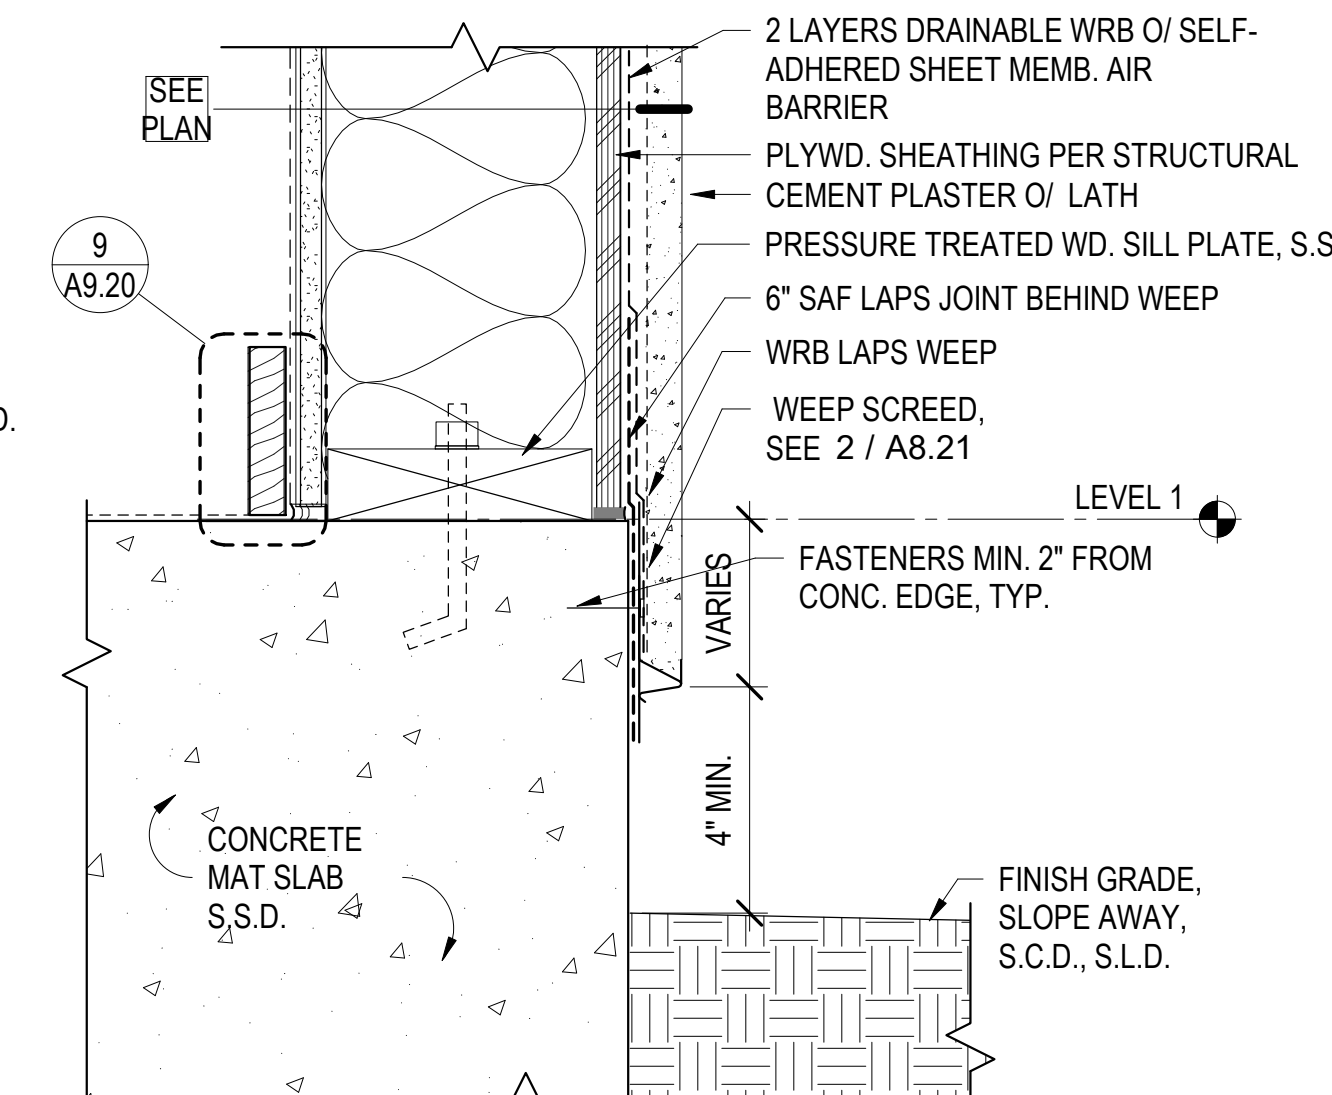 2 LAYERS DRAINABLE WRB O/ SELF-
ADHERED SHEET MEMB. AIR
BARRIER
SEE
PLAN
PLYWD. SHEATHING PER STRUCTURAL
CEMENT PLASTER O/ LATH
PRESSURE TREATED WD. SILL PLATE, S.S
9
A9.20
6" SAF LAPS JOINT BEHIND WEEP
WRB LAPS WEEP
WEEP SCREED,
SEE 2 / A8.21
D.
LEVEL 1
FASTENERS MIN. 2" FROM
CONC. EDGE, TYP.
VARIES
4" MIN.
CONCRETE
MAT SLAB
S.S.D.
FINISH GRADE,
SLOPE AWAY,
S.C.D., S.L.D.